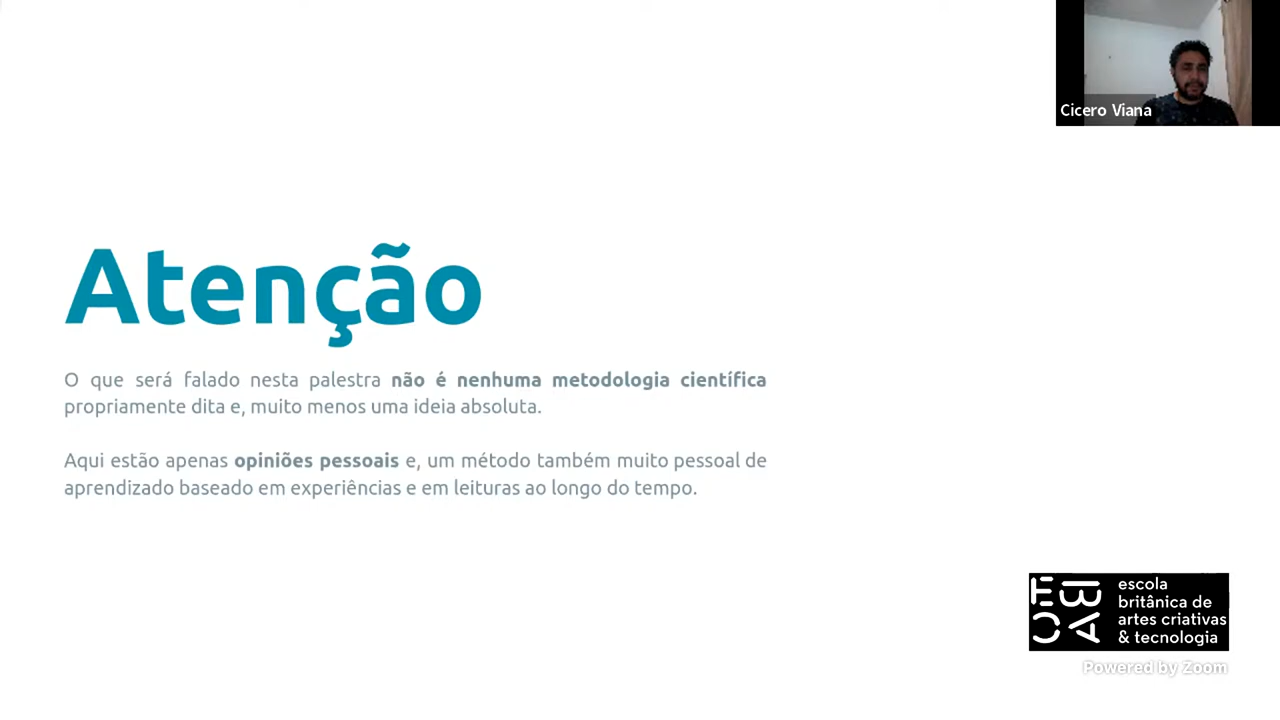 Cicero Viana
Atenção
O que será falado nesta palestra não é nenhuma metodologia científica
propriamente dita e, muito menos uma ideia absoluta.
Aqui estão apenas opiniões pessoais e, um método também muito pessoal de
aprendizado baseado em experiências e em leituras ao longo do tempo.
EBAC
escola
britânica de
artes criativas
& tecnologia
Powered by Zoom